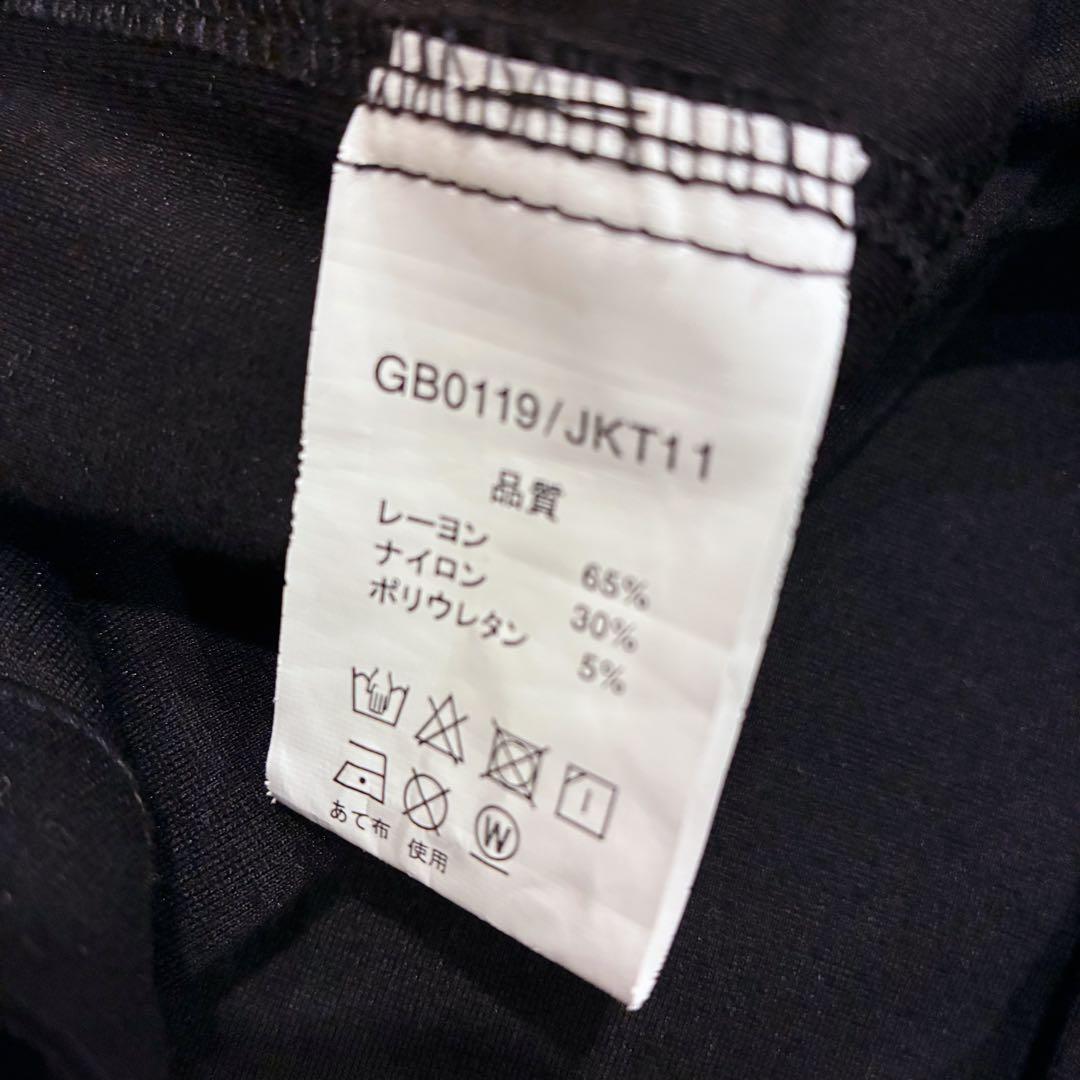 GB0119/JKT11
品質
レーヨン 65%
ナイロン 30%
ポリウレタン 5%
あて布 使用
W